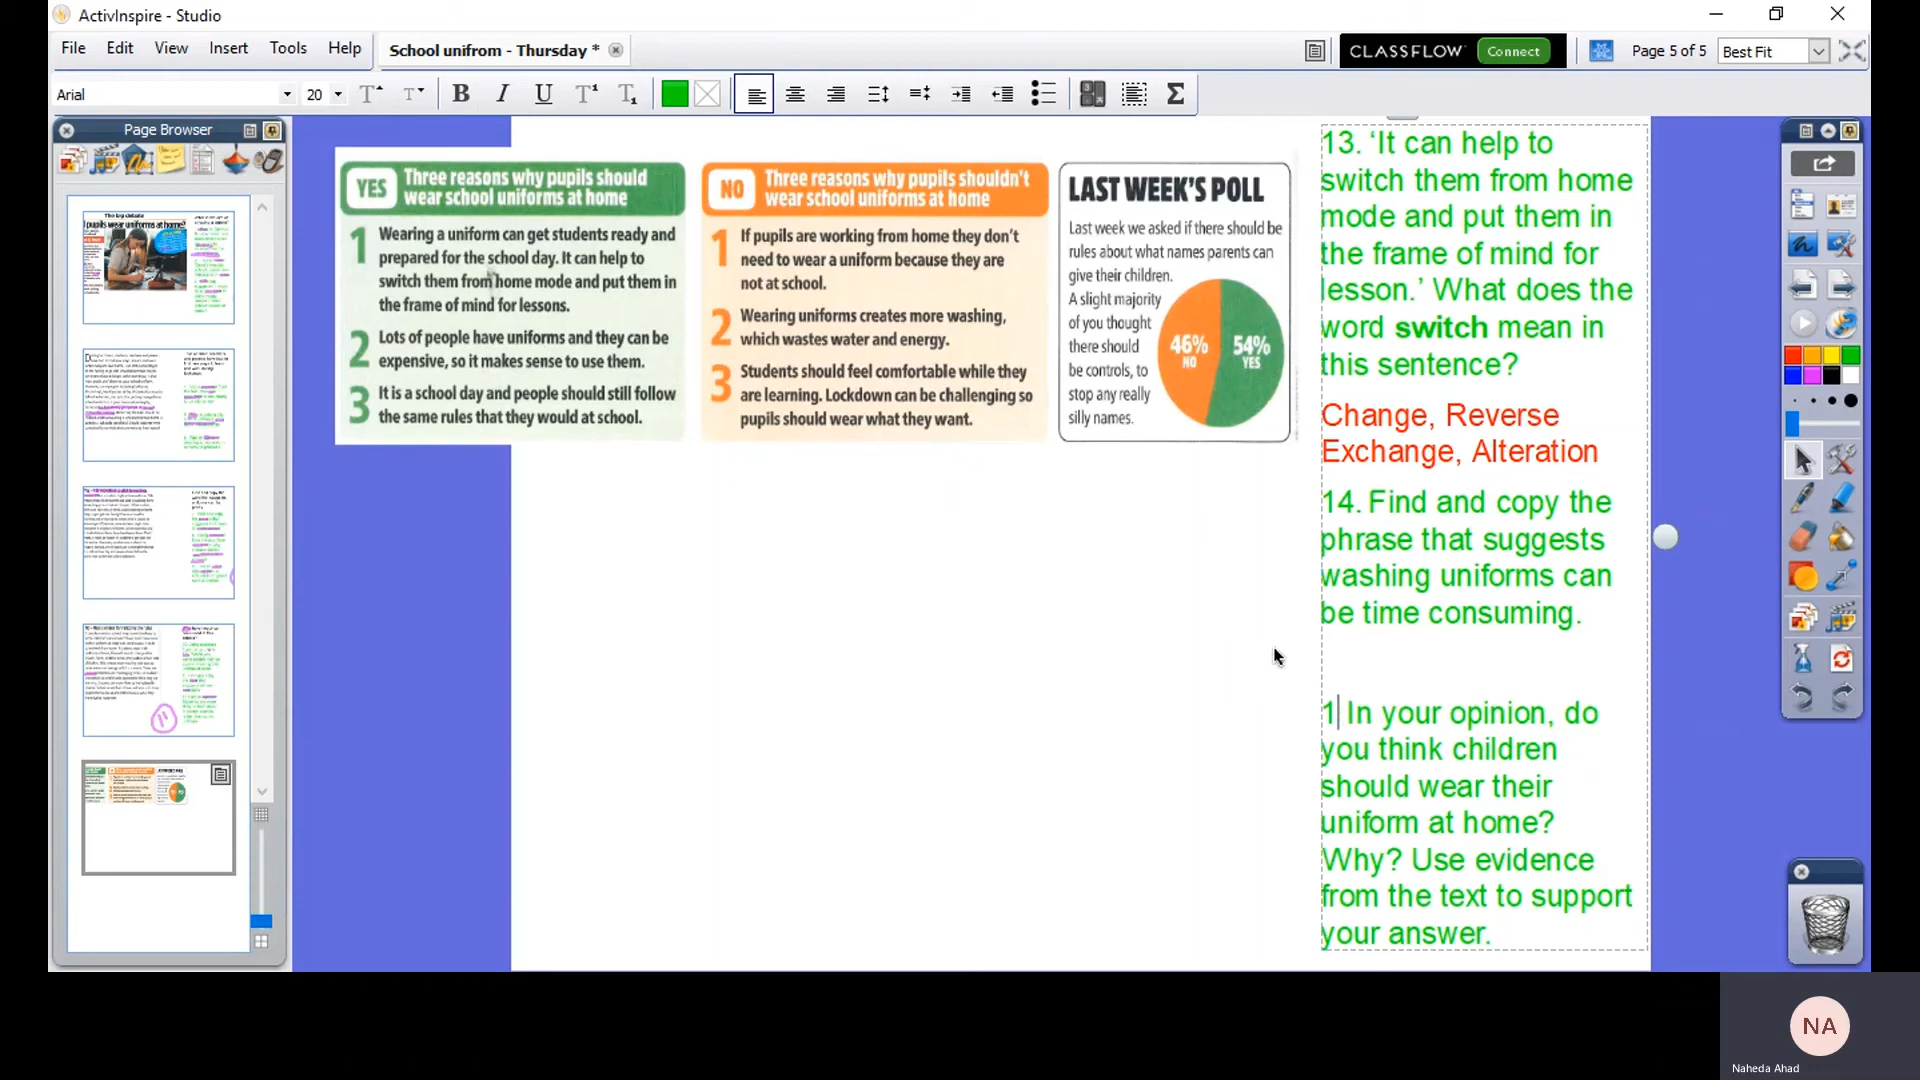 ActivInspire - Studio
File Edit View Insert Tools Help
School unifrom - Thursday *
CLASSFLOW Connect
Page 5 of 5
Best Fit
Arial
20
Page Browser
YES
Three reasons why pupils should
wear school uniforms at home
1 Wearing a uniform can get students ready and
prepared for the school day. It can help to
switch them from home mode and put them in
the frame of mind for lessons.
2 Lots of people have uniforms and they can be
expensive, so it makes sense to use them.
3 It is a school day and people should still follow
the same rules that they would at school.
NO
Three reasons why pupils shouldn't
wear school uniforms at home
1 If pupils are working from home they don't
need to wear a uniform because they are
not at school.
2 Wearing uniforms creates more washing,
which wastes water and energy.
3 Students should feel comfortable while they
are learning. Lockdown can be challenging so
pupils should wear what they want.
LAST WEEK'S POLL
Last week we asked if there should be
rules about what names parents can
give their children.
A slight majority
of you thought
there should
be controls, to
stop any really
silly names.
46%
NO
54%
YES
13. ‘It can help to
switch them from home
mode and put them in
the frame of mind for
lesson.’ What does the
word switch mean in
this sentence?
Change, Reverse
Exchange, Alteration
14. Find and copy the
phrase that suggests
washing uniforms can
be time consuming.
1 In your opinion, do
you think children
should wear their
uniform at home?
Why? Use evidence
from the text to support
your answer.
The big debate
pupils wear uniforms at home?
NA
Naheda Ahad